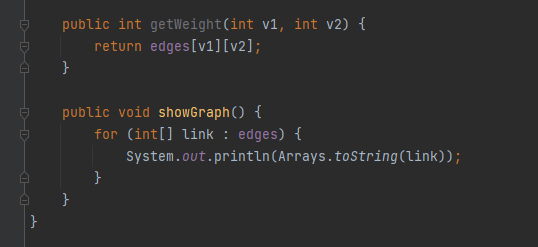 public int getWeight(int v1, int v2) {
return edges[v1][v2];
}
public void showGraph() {
for (int[] link : edges) {
System.out.println(Arrays.toString(link));
}
}
}